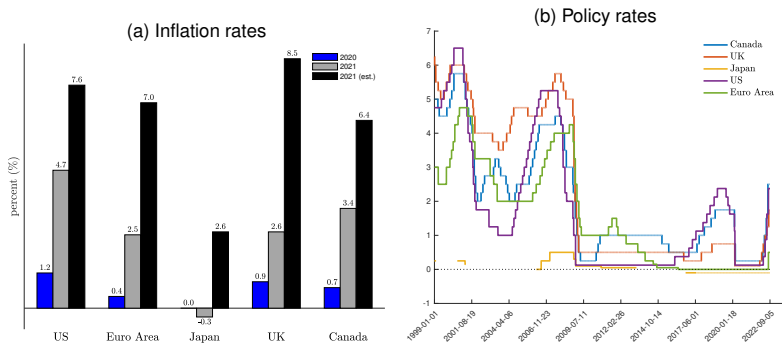 (a) Inflation rates
2020
2021
2021 (est.)
percent (%)
1.2
4.7
7.6
0.4
2.5
7.0
0.0
-0.3
2.6
0.9
2.6
8.5
0.7
3.4
6.4
US
Euro Area
Japan
UK
Canada
(b) Policy rates
Canada
UK
Japan
US
Euro Area
7
6
5
4
3
2
1
0
-1
1999-01-01
2001-08-19
2004-04-06
2006-11-23
2009-07-11
2012-02-26
2014-10-14
2017-06-01
2020-01-18
2022-09-05